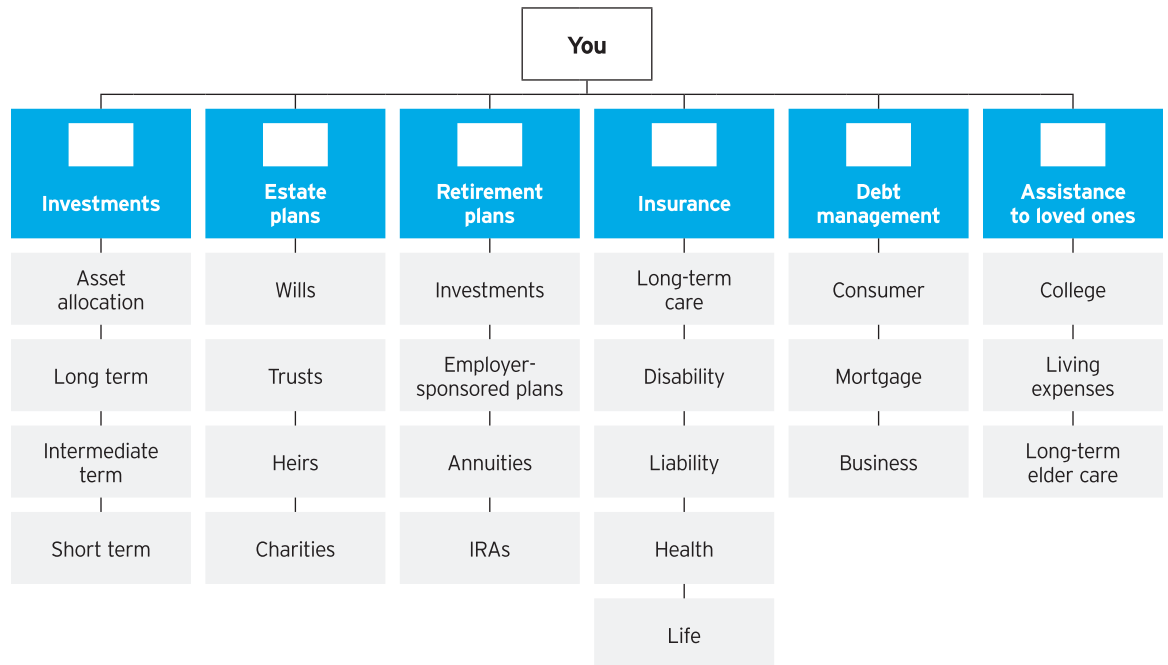 You
Investments
Estate
plans
Retirement
plans
Insurance
Debt
management
Assistance
to loved ones
Asset
allocation
Long term
Intermediate
term
Short term
Wills
Trusts
Heirs
Charities
Investments
Employer-
sponsored plans
Annuities
IRAs
Long-term
care
Disability
Liability
Health
Life
Consumer
Mortgage
Business
College
Living
expenses
Long-term
elder care